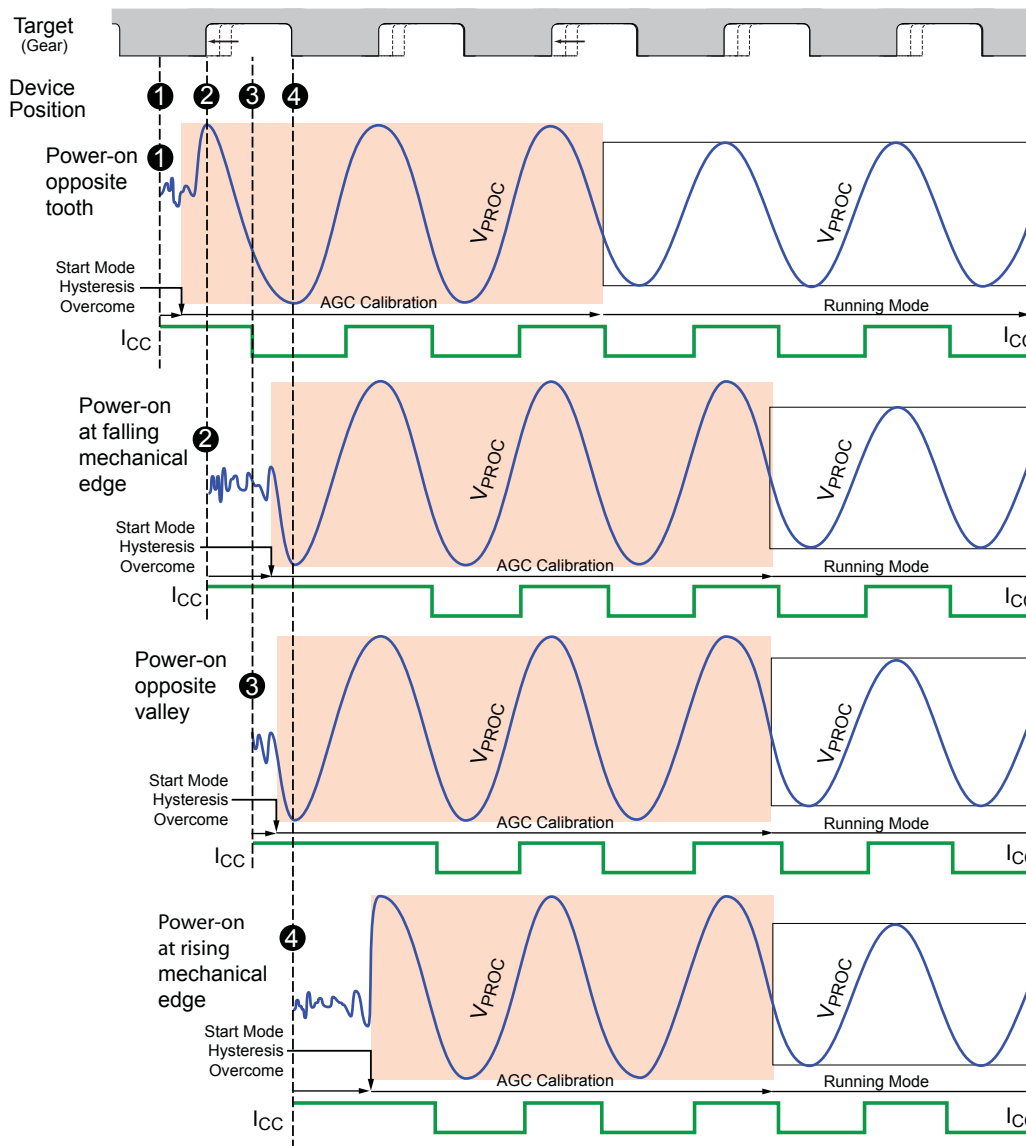 Target
(Gear)
Device
Position
1 2 3 4
Power-on
opposite
tooth
1
VPROC
VPROC
Start Mode
Hysteresis
Overcome
AGC Calibration
Running Mode
ICC
ICC
Power-on
at falling
mechanical
edge
2
VPROC
VPROC
Start Mode
Hysteresis
Overcome
AGC Calibration
Running Mode
ICC
ICC
Power-on
opposite
valley
3
VPROC
VPROC
Start Mode
Hysteresis
Overcome
AGC Calibration
Running Mode
ICC
ICC
Power-on
at rising
mechanical
edge
4
VPROC
VPROC
Start Mode
Hysteresis
Overcome
AGC Calibration
Running Mode
ICC
ICC